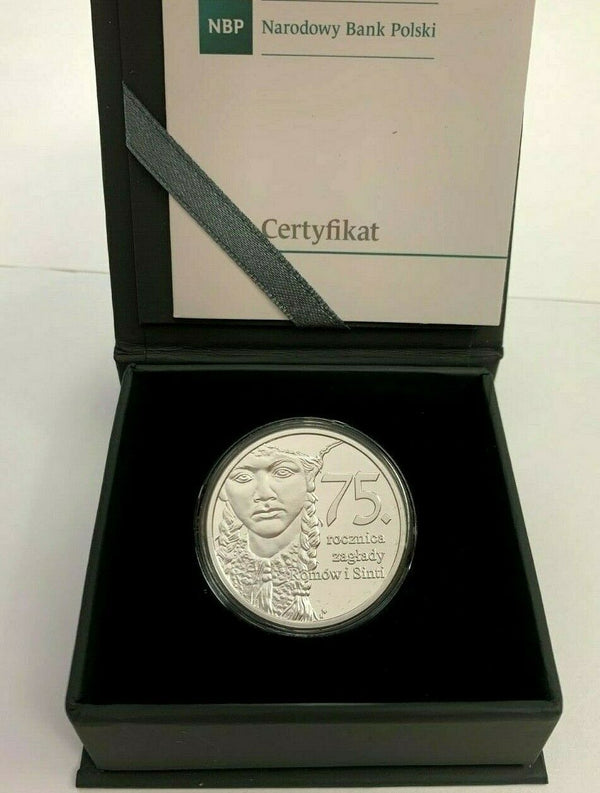 NBP Narodowy Bank Polski
Certyfikat
75.
rocznica
zagłady
Romów i Sinti